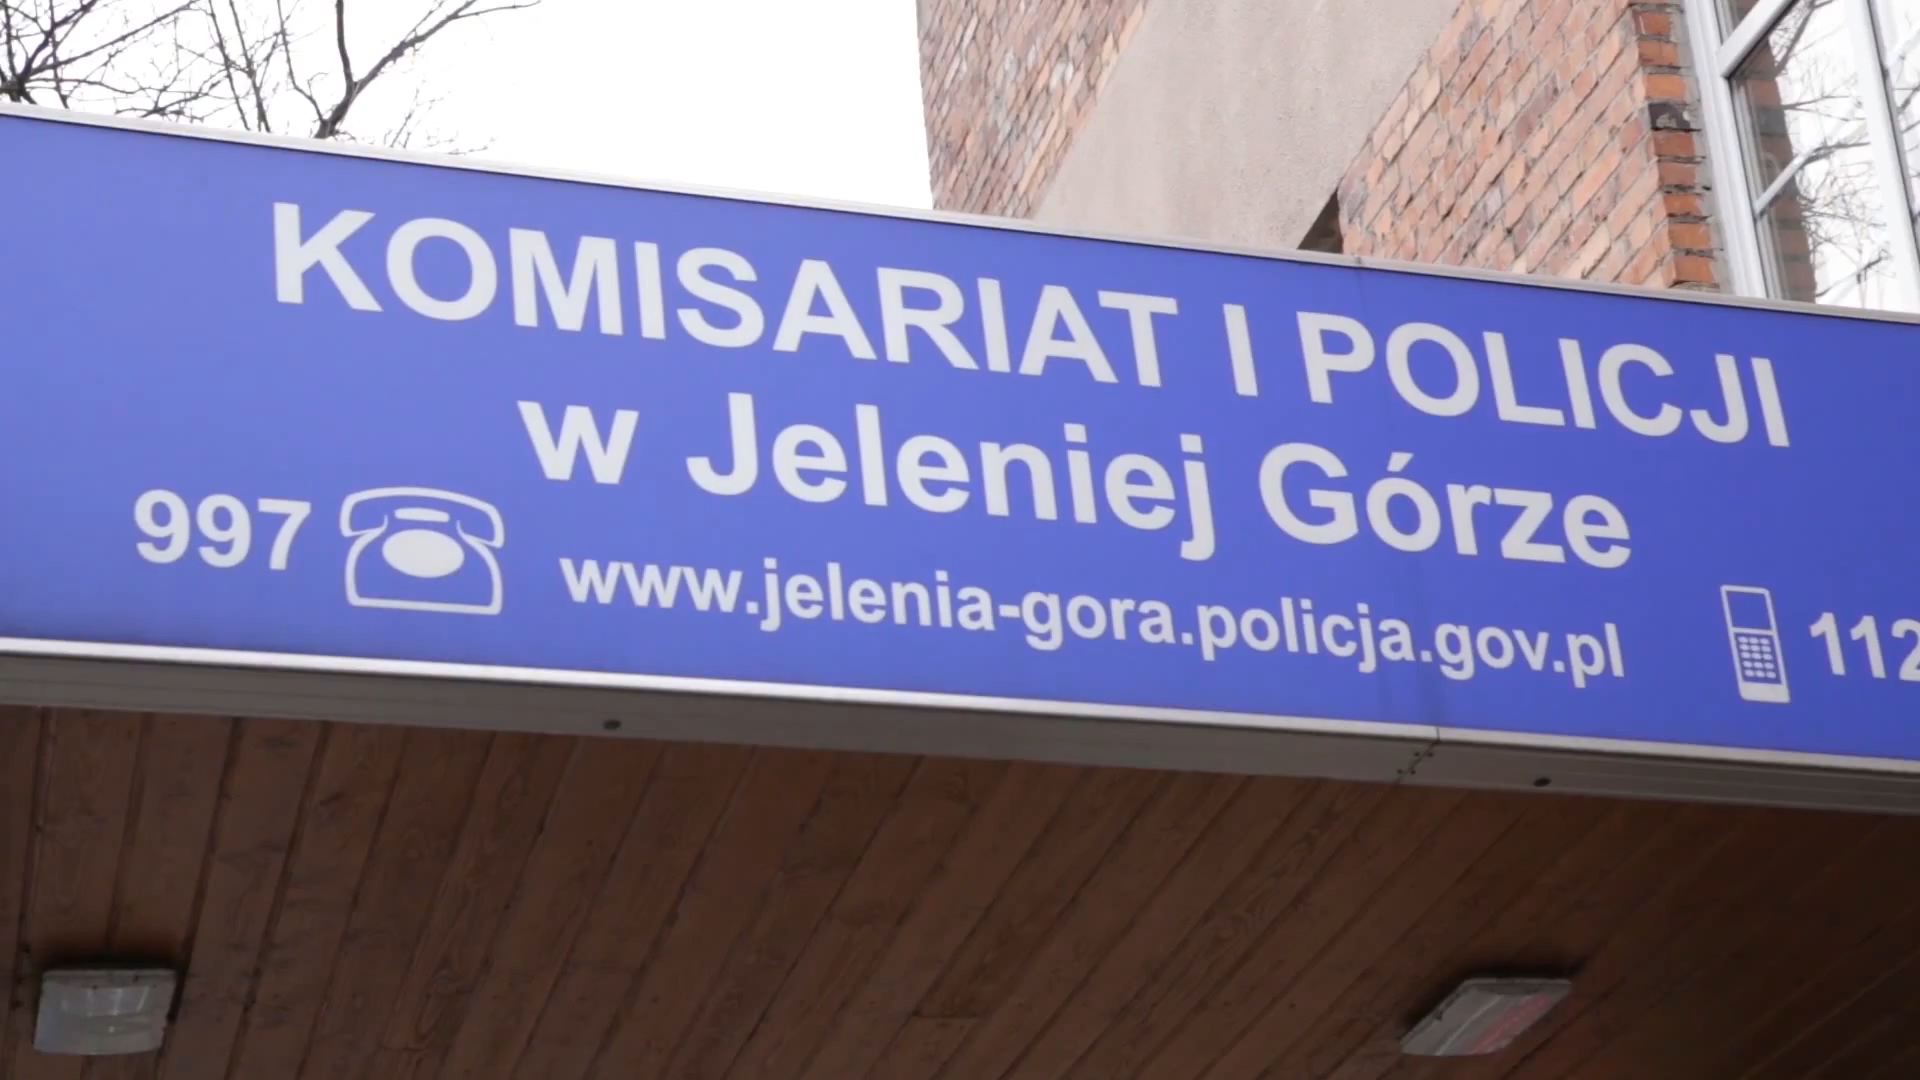 KOMISARIAT I POLICJI
w Jeleniej Górze
997
www.jelenia-gora.policja.gov.pl
112